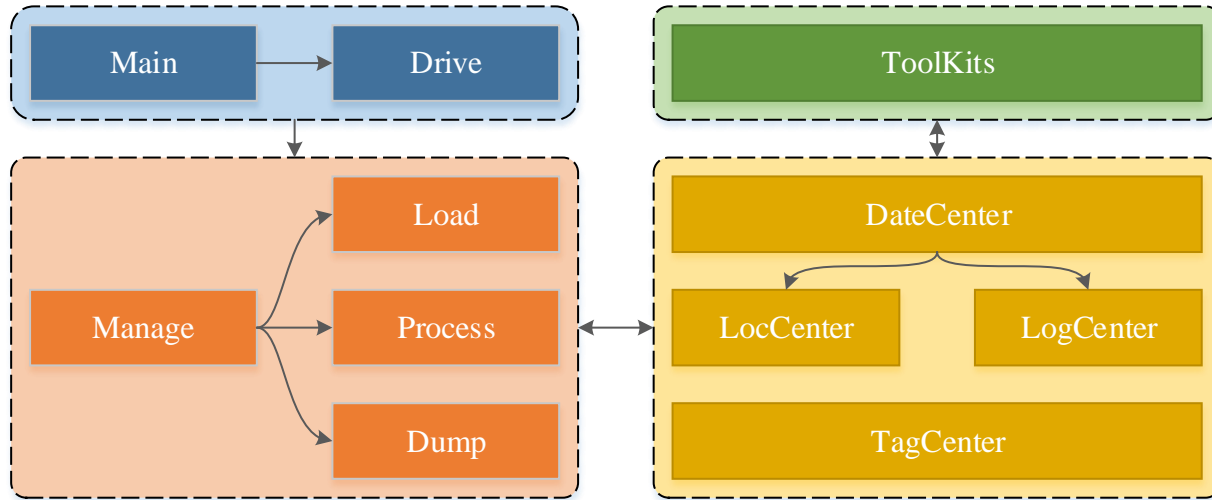 Main
Drive
ToolKits
Load
Manage
Process
Dump
DateCenter
LocCenter
LogCenter
TagCenter